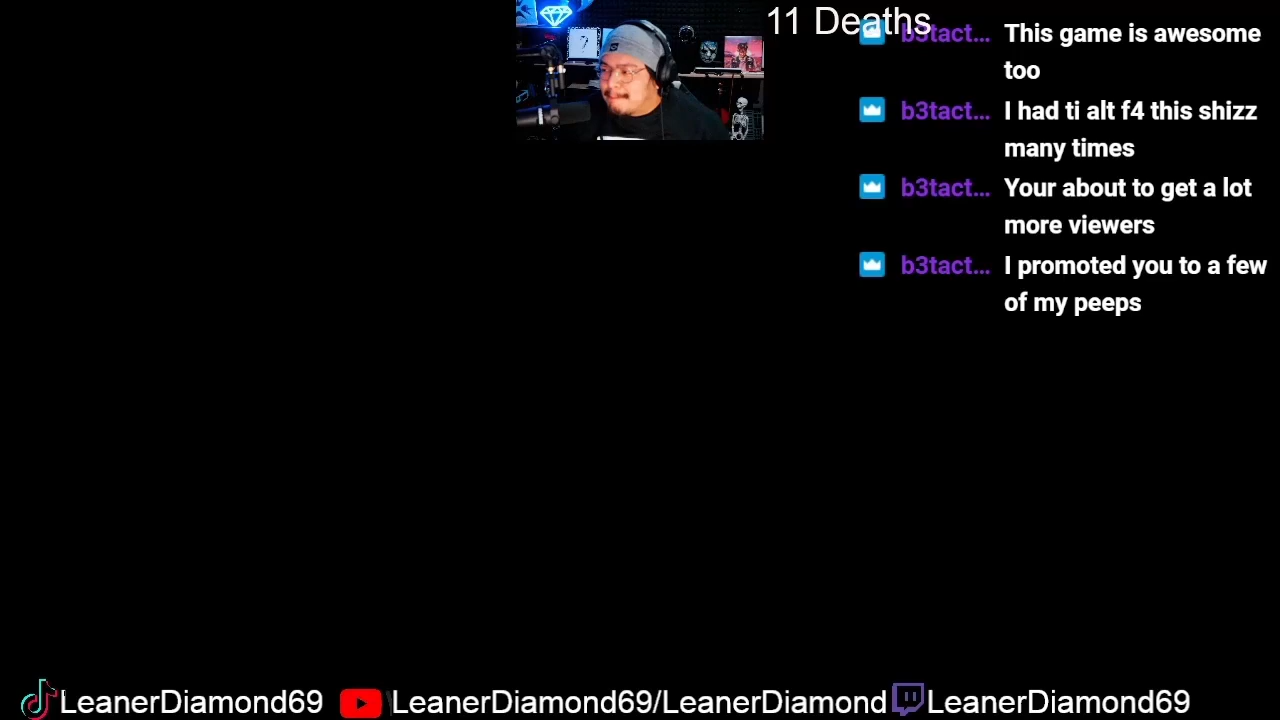 11 Deaths
b3tact... This game is awesome
too
b3tact... I had ti alt f4 this shizz
many times
b3tact... Your about to get a lot
more viewers
b3tact... I promoted you to a few
of my peeps
LeanerDiamond69 \LeanerDiamond69/LeanerDiamond LeanerDiamond69